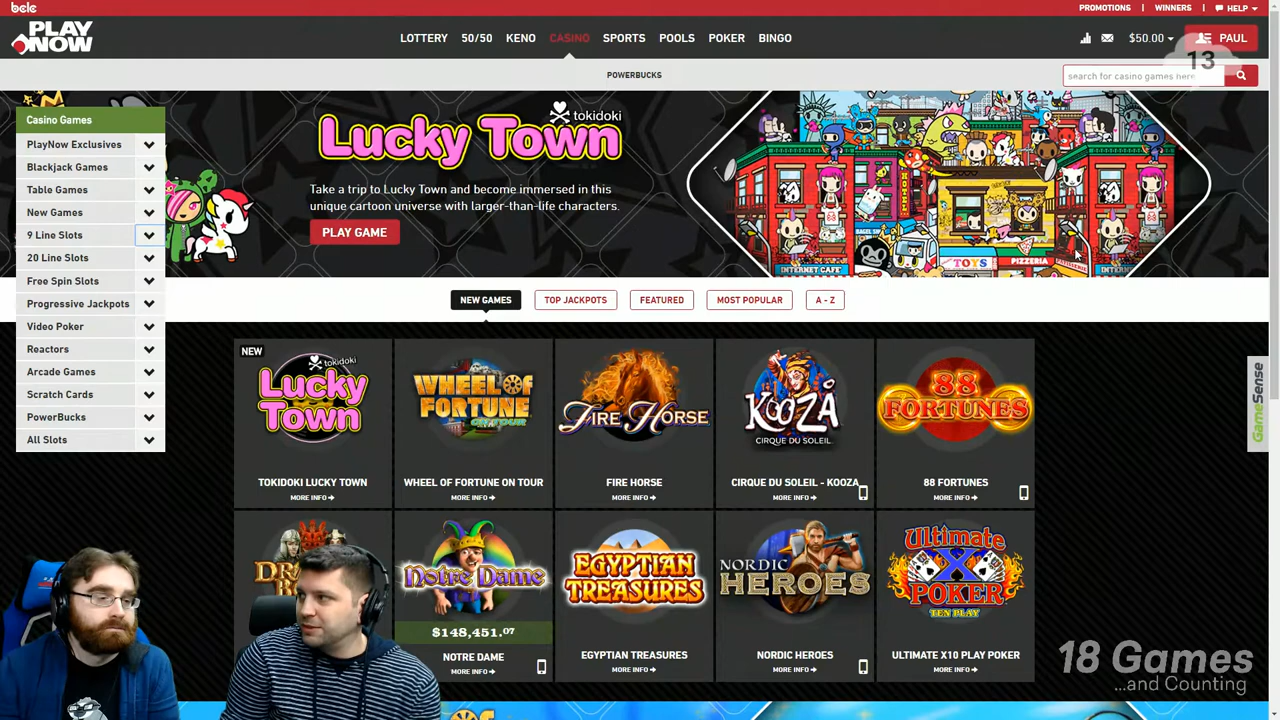 bclc
PROMOTIONS | WINNERS | HELP
PLAY NOW
LOTTERY 50/50 KENO CASINO SPORTS POOLS POKER BINGO
$50.00 PAUL
13
POWERBUCKS
search for casino games here
Casino Games
PlayNow Exclusives
Blackjack Games
Table Games
New Games
9 Line Slots
20 Line Slots
Free Spin Slots
Progressive Jackpots
Video Poker
Reactors
Arcade Games
Scratch Cards
PowerBucks
All Slots
tokidoki
Lucky Town
Take a trip to Lucky Town and become immersed in this
unique cartoon universe with larger-than-life characters.
PLAY GAME
HOTEL
BAGEL SH
TOYS
PIZZERIA
INTERNET CAFE'
INTERN
NEW GAMES TOP JACKPOTS FEATURED MOST POPULAR A - Z
NEW
tokidoki
LUCKY TOWN
TOKIDOKI LUCKY TOWN
MORE INFO
WHEEL OF FORTUNE ON TOUR
WHEEL OF FORTUNE ON TOUR
MORE INFO
FIRE HORSE
FIRE HORSE
MORE INFO
KOOZA
CIRQUE DU SOLEIL
CIRQUE DU SOLEIL - KOOZA
MORE INFO
88 FORTUNES
88 FORTUNES
MORE INFO
Notre Dame
$148,451.07
NOTRE DAME
MORE INFO
EGYPTIAN TREASURES
EGYPTIAN TREASURES
MORE INFO
NORDIC HEROES
NORDIC HEROES
MORE INFO
Ultimate X POKER
TEN PLAY
ULTIMATE X10 PLAY POKER
MORE INFO
GameSense
18 Games
...and Counting